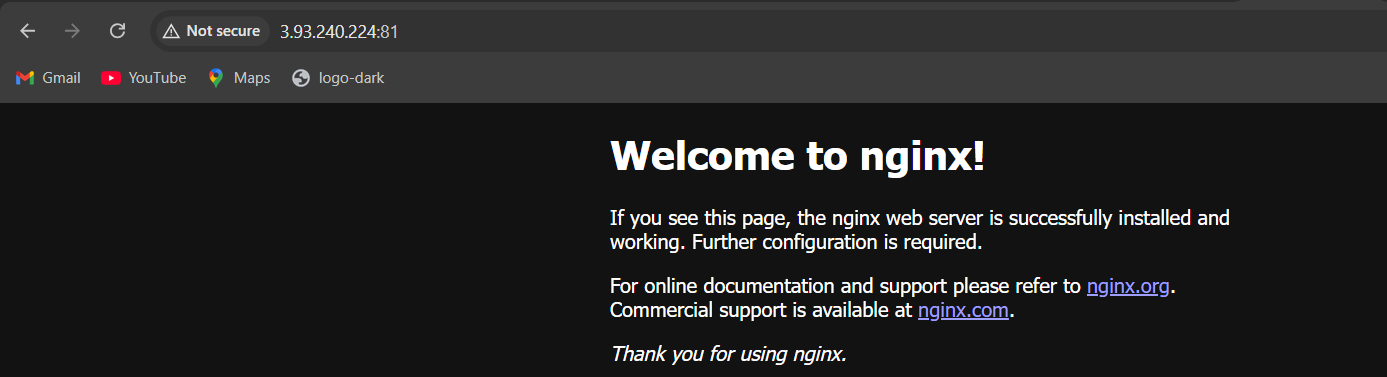 Not secure 3.93.240.224:81
Gmail YouTube Maps logo-dark
Welcome to nginx!
If you see this page, the nginx web server is successfully installed and
working. Further configuration is required.
For online documentation and support please refer to nginx.org.
Commercial support is available at nginx.com.
Thank you for using nginx.